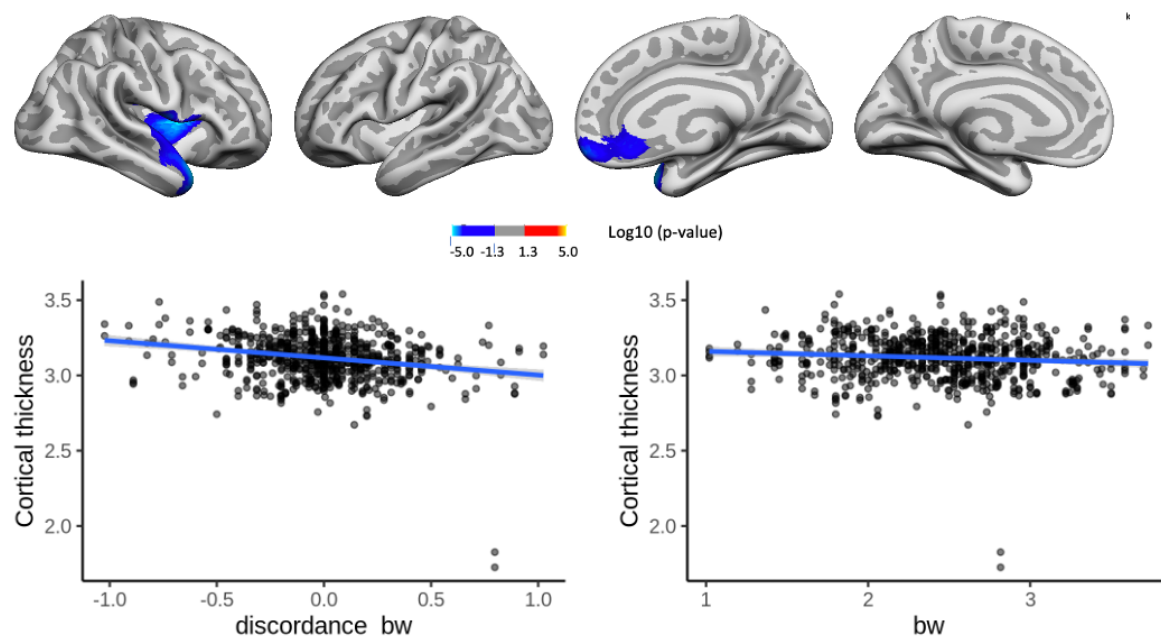 k
Log10 (p-value)
-5.0 -1.3 1.3 5.0
Cortical thickness
3.5
3.0
2.5
2.0
-1.0 -0.5 0.0 0.5 1.0
discordance bw
Cortical thickness
3.5
3.0
2.5
2.0
1 2 3
bw